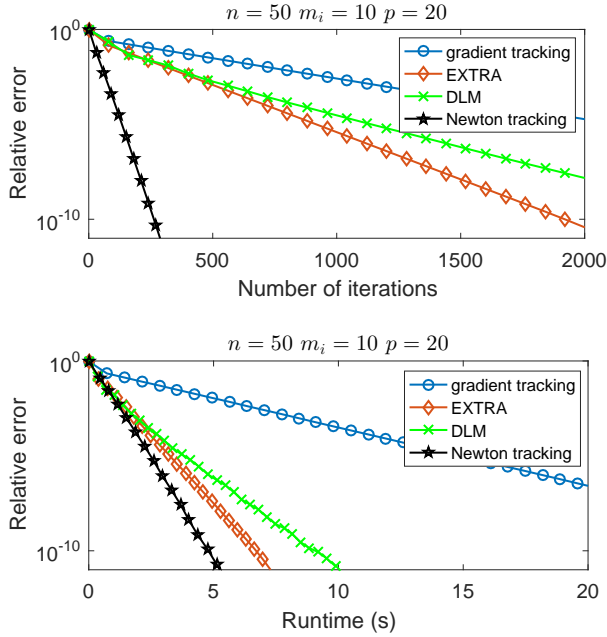 n = 50 m_i = 10 p = 20
10^0
gradient tracking
EXTRA
DLM
Newton tracking
Relative error
10^-10
0
500
1000
1500
2000
Number of iterations
n = 50 m_i = 10 p = 20
10^0
gradient tracking
EXTRA
DLM
Newton tracking
Relative error
10^-10
0
5
10
15
20
Runtime (s)